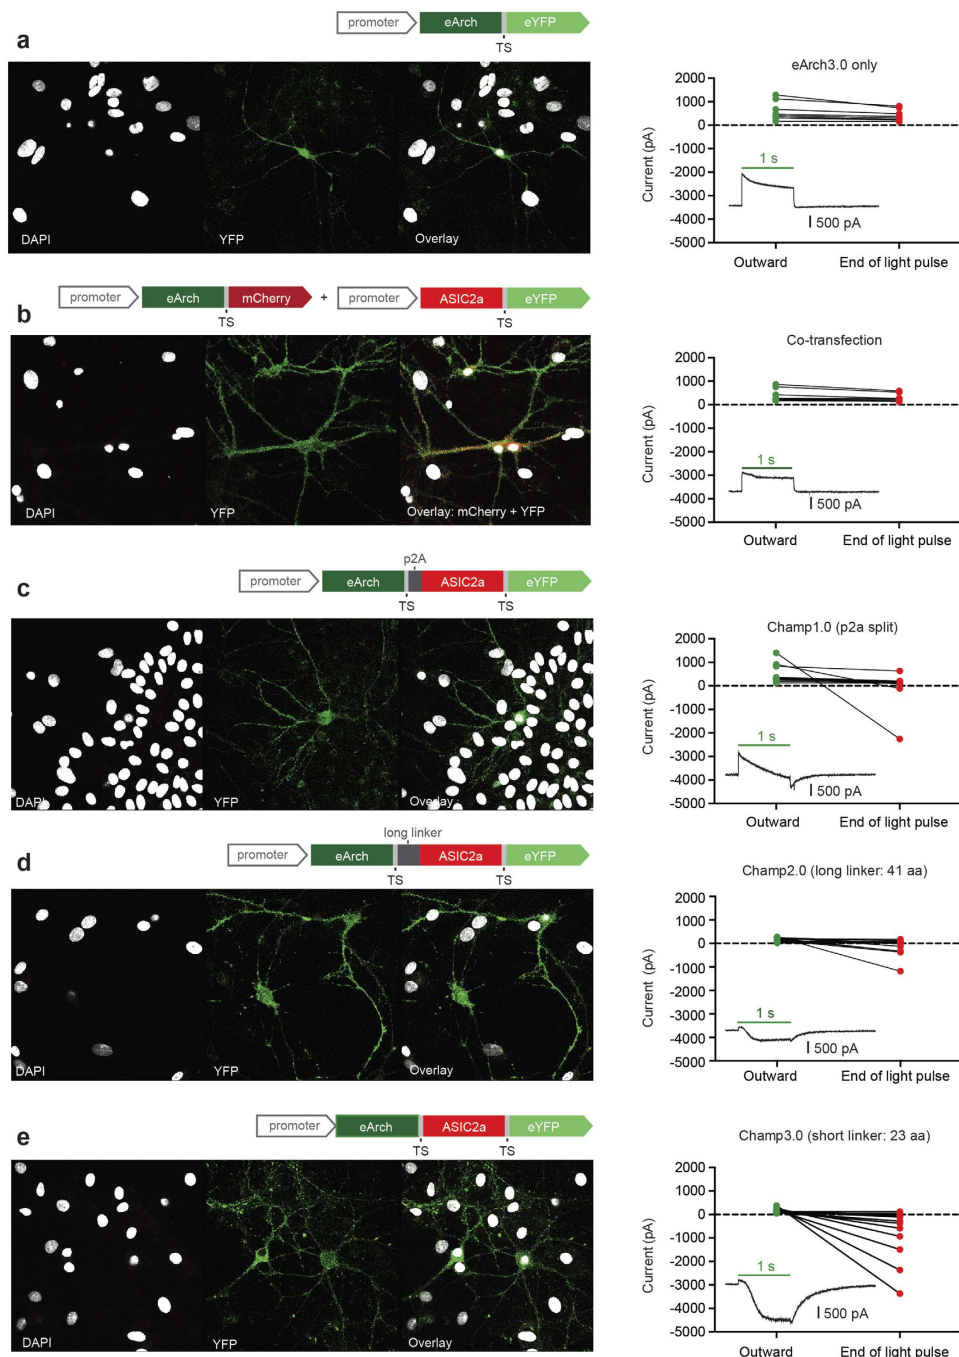 a
promoter eArch eYFP
TS
DAPI YFP Overlay
eArch3.0 only
Current (pA)
2000
1000
0
-1000
-2000
-3000
-4000
-5000
1 s
500 pA
Outward End of light pulse
b
promoter eArch mCherry + promoter ASIC2a eYFP
TS TS
DAPI YFP Overlay: mCherry + YFP
Co-transfection
Current (pA)
2000
1000
0
-1000
-2000
-3000
-4000
-5000
1 s
500 pA
Outward End of light pulse
c
p2A
promoter eArch ASIC2a eYFP
TS TS
DAPI YFP Overlay
Champ1.0 (p2a split)
Current (pA)
2000
1000
0
-1000
-2000
-3000
-4000
-5000
1 s
500 pA
Outward End of light pulse
d
long linker
promoter eArch ASIC2a eYFP
TS TS
DAPI YFP Overlay
Champ2.0 (long linker: 41 aa)
Current (pA)
2000
1000
0
-1000
-2000
-3000
-4000
-5000
1 s
500 pA
Outward End of light pulse
e
promoter eArch ASIC2a eYFP
TS TS
DAPI YFP Overlay
Champ3.0 (short linker: 23 aa)
Current (pA)
2000
1000
0
-1000
-2000
-3000
-4000
-5000
1 s
500 pA
Outward End of light pulse